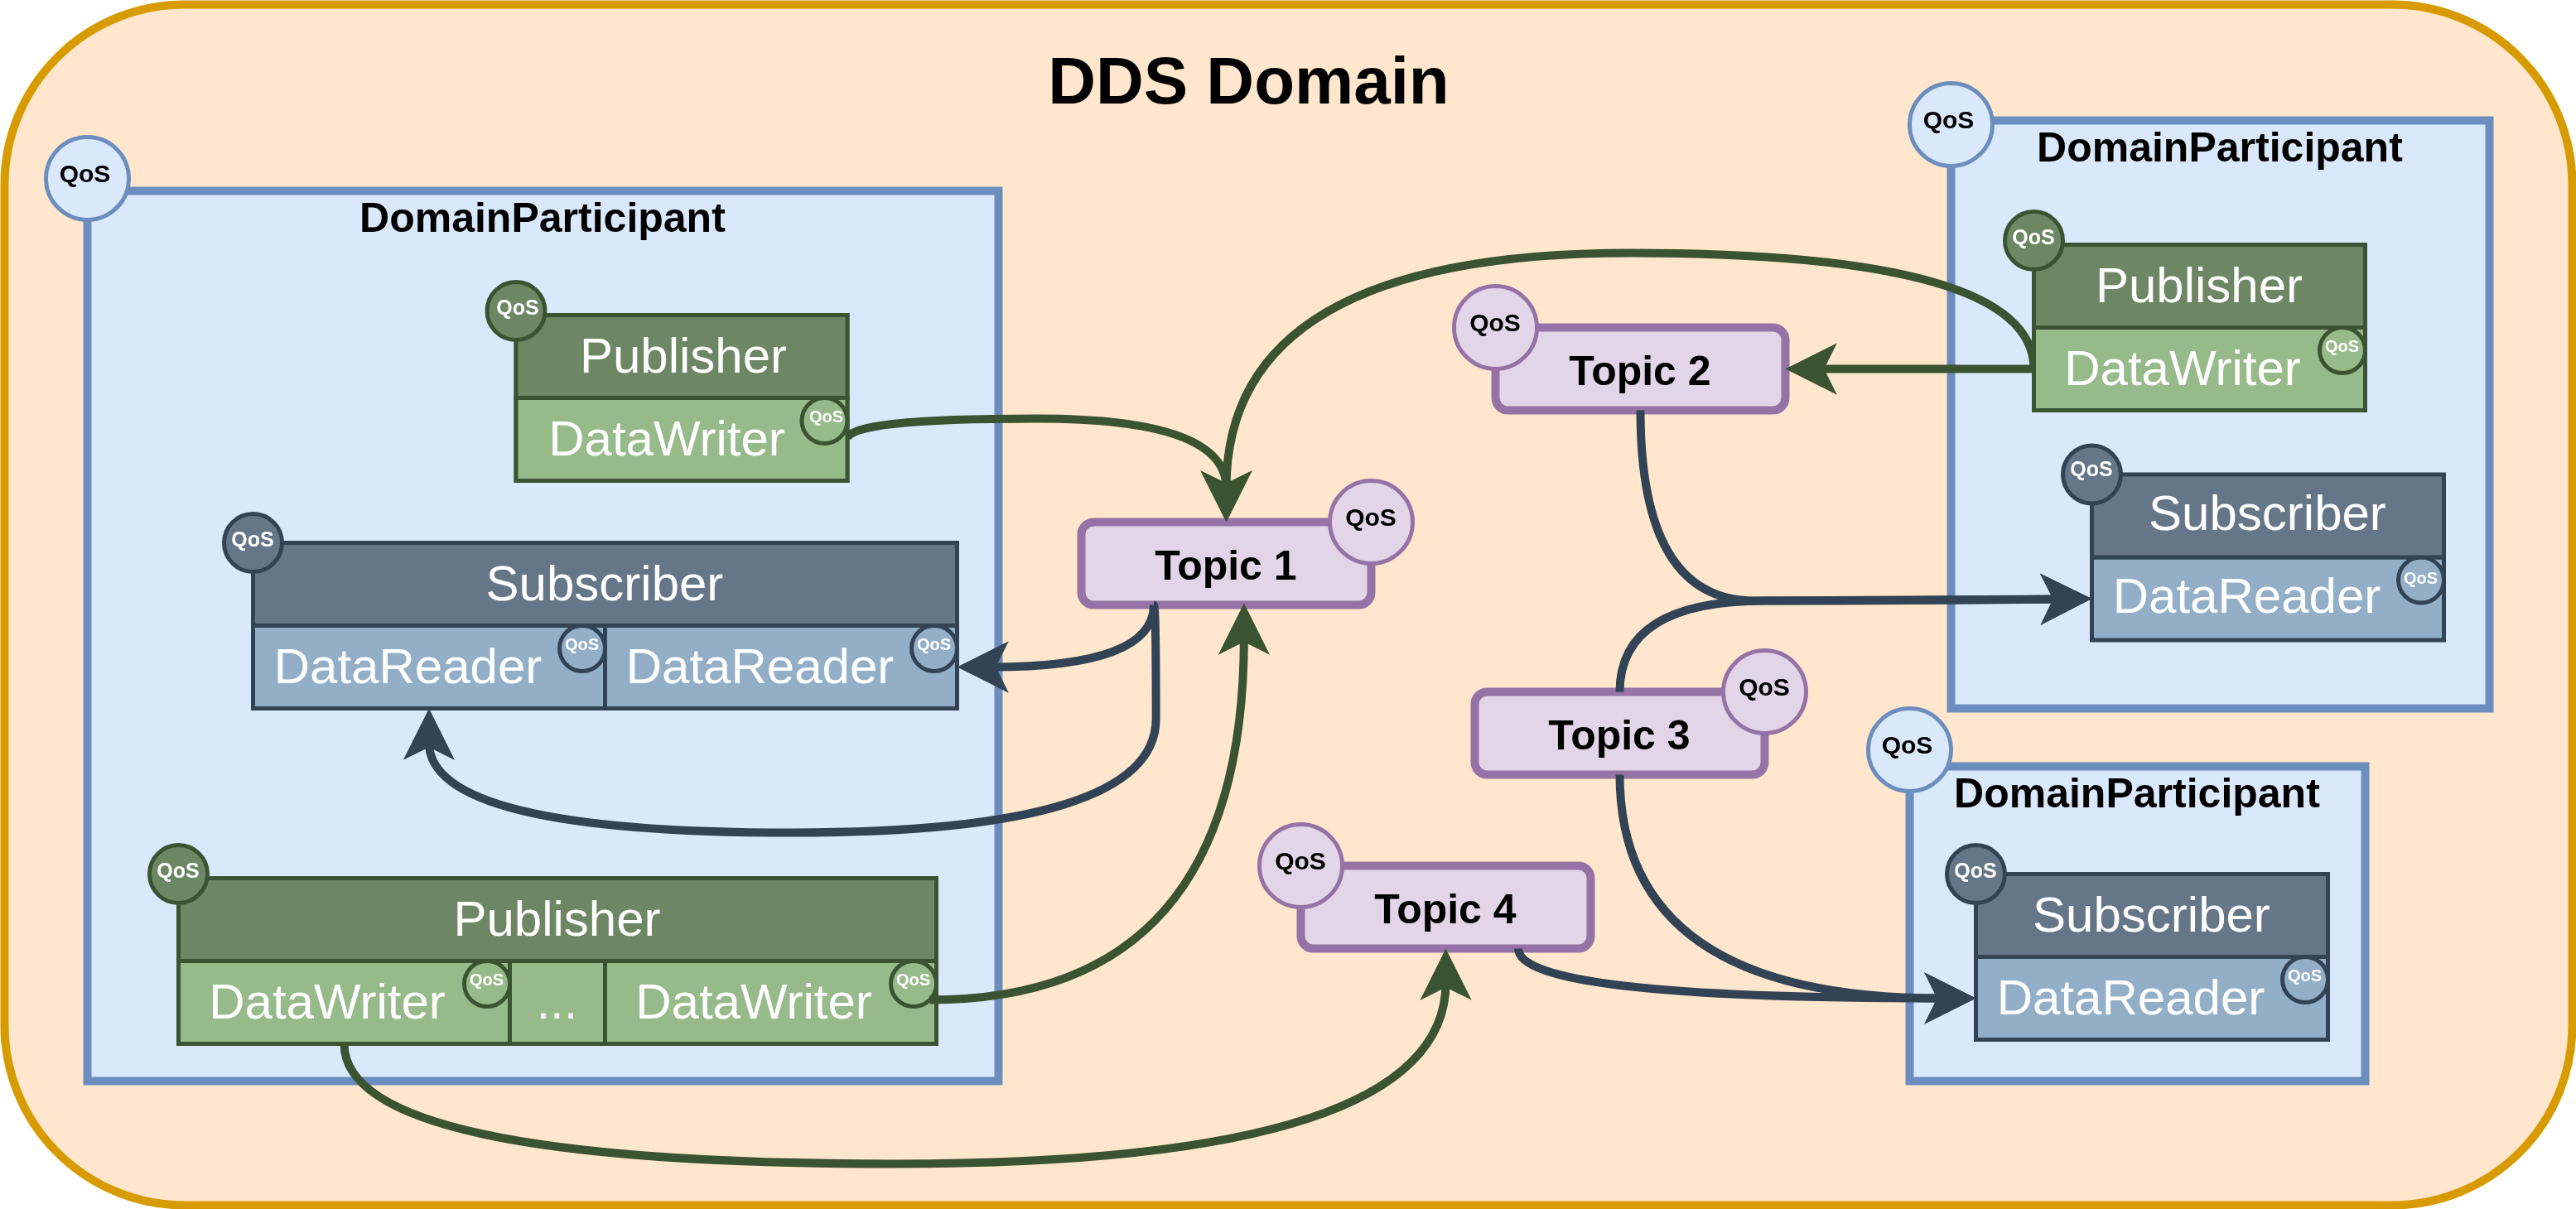 DDS Domain
QoS
DomainParticipant
QoS
Publisher
DataWriter
QoS
QoS
Subscriber
DataReader
QoS
DataReader
QoS
QoS
Publisher
DataWriter
QoS
...
DataWriter
QoS
Topic 1
QoS
QoS
Topic 2
Topic 3
QoS
QoS
Topic 4
QoS
DomainParticipant
QoS
Publisher
DataWriter
QoS
QoS
Subscriber
DataReader
QoS
QoS
DomainParticipant
QoS
Subscriber
DataReader
QoS